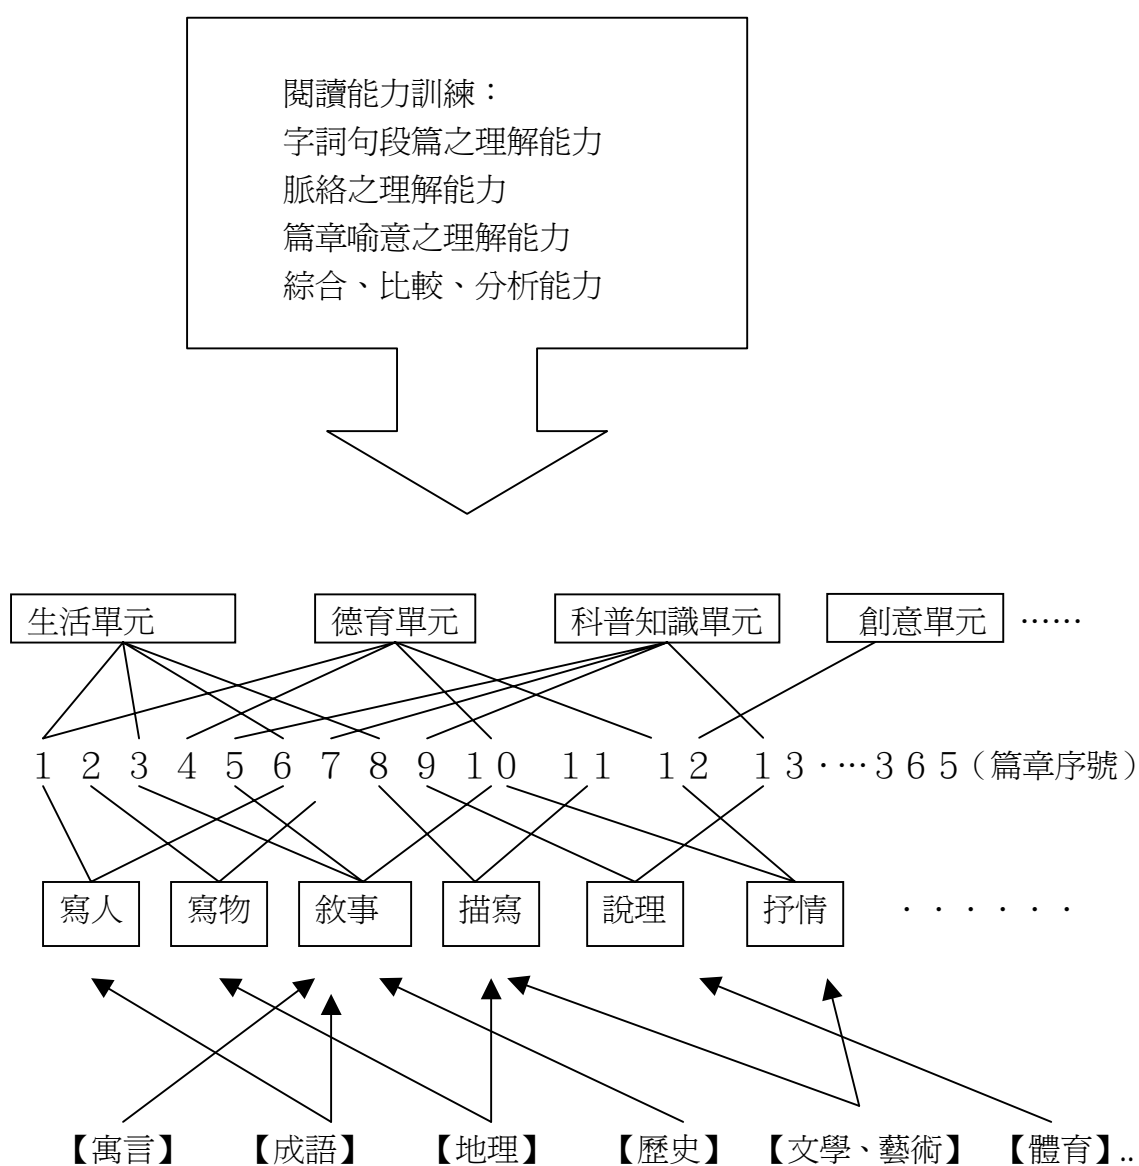 閱讀能力訓練：
字詞句段篇之理解能力
脈絡之理解能力
篇章喻意之理解能力
綜合、比較、分析能力
生活單元 德育單元 科普知識單元 創意單元 ……
１ ２ ３ ４ ５ ６ ７ ８ ９ １０ １１ １２ １３‧…３６５（篇章序號）
寫人 寫物 敘事 描寫 說理 抒情 ‧‧‧‧‧‧
【寓言】 【成語】 【地理】 【歷史】 【文學、藝術】 【體育】..